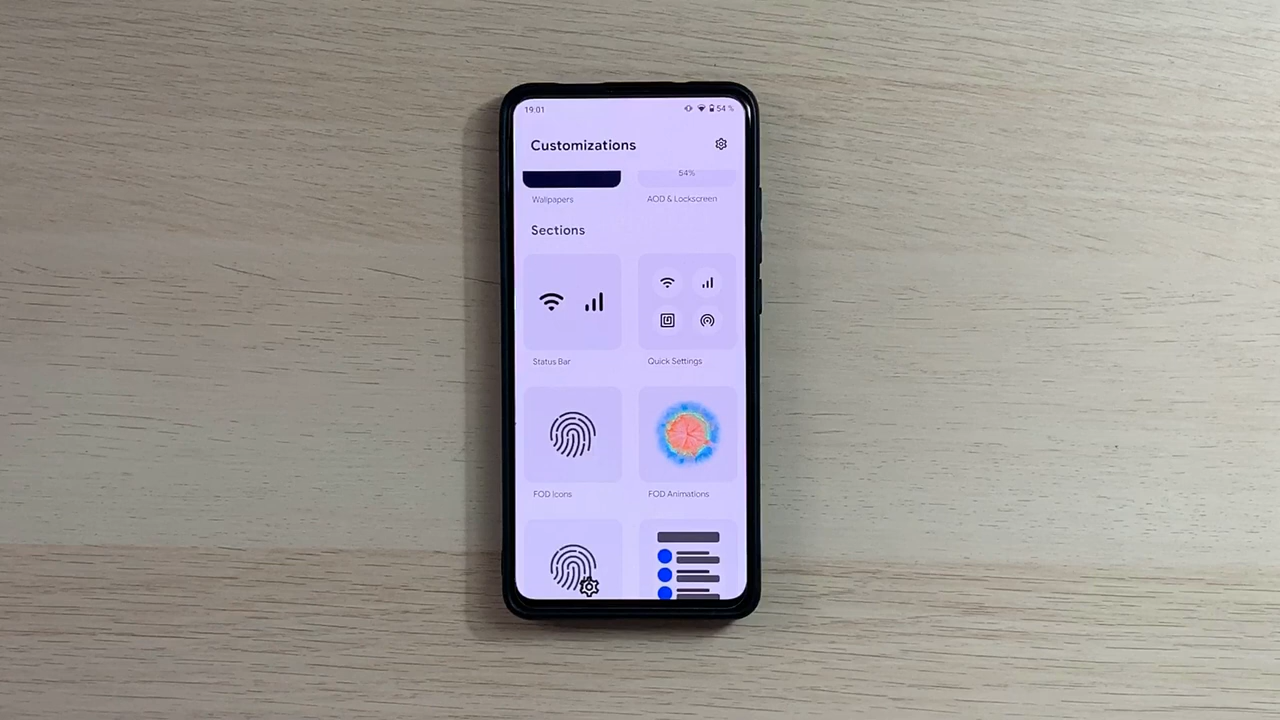 19:01 54 %
Customizations
54%
Wallpapers AOD & Lockscreen
Sections
Status Bar Quick Settings
FOD Icons FOD Animations